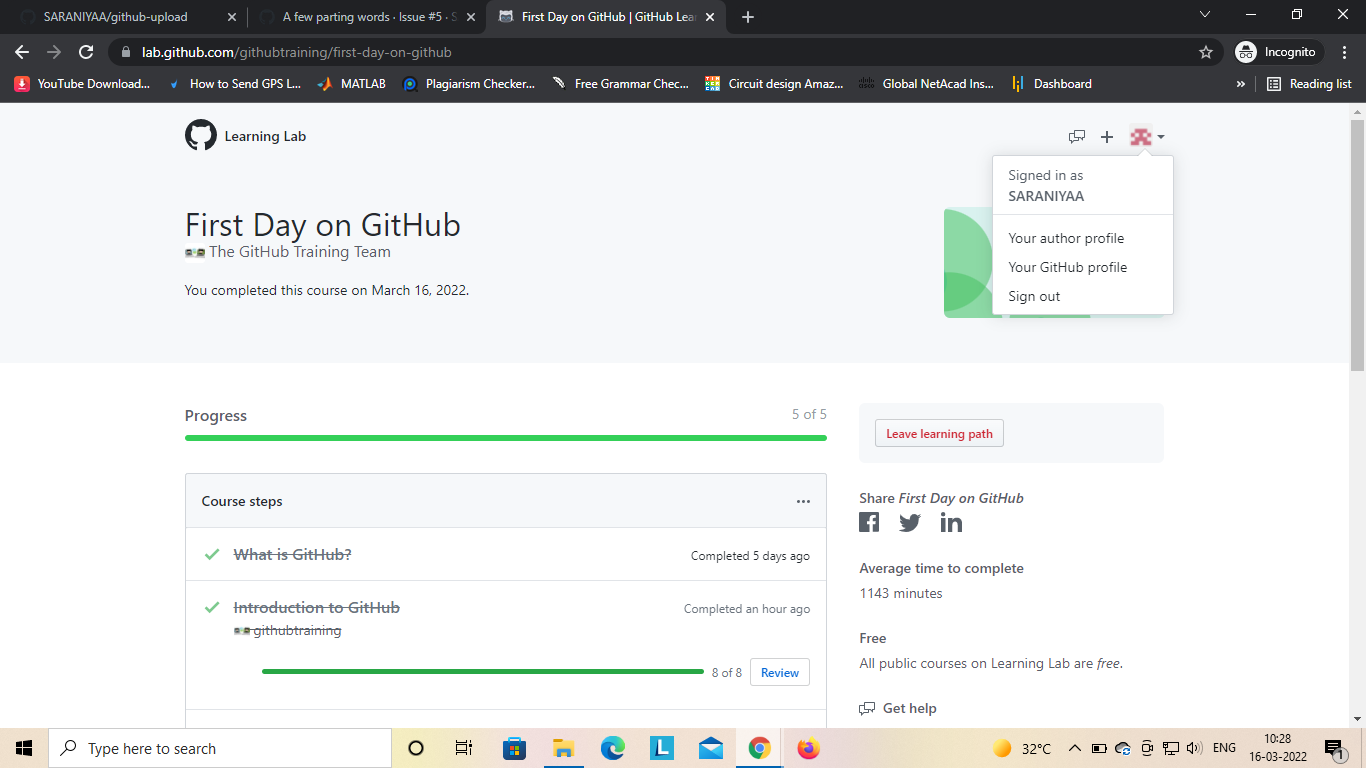 SARANIYAA/github-upload
A few parting words · Issue #5 · S
First Day on GitHub | GitHub Lea
lab.github.com/githubtraining/first-day-on-github
Incognito
YouTube Download...
How to Send GPS L...
MATLAB
Plagiarism Checker...
Free Grammar Chec...
Circuit design Amaz...
Global NetAcad Ins...
Dashboard
»
Reading list
Learning Lab
Signed in as
SARANIYAA
Your author profile
Your GitHub profile
Sign out
First Day on GitHub
The GitHub Training Team
You completed this course on March 16, 2022.
Progress
5 of 5
Course steps
What is GitHub?
Completed 5 days ago
Introduction to GitHub
Completed an hour ago
githubtraining
8 of 8
Review
Leave learning path
Share First Day on GitHub
Average time to complete
1143 minutes
Free
All public courses on Learning Lab are free.
Get help
Type here to search
32°C
ENG
10:28
16-03-2022
1